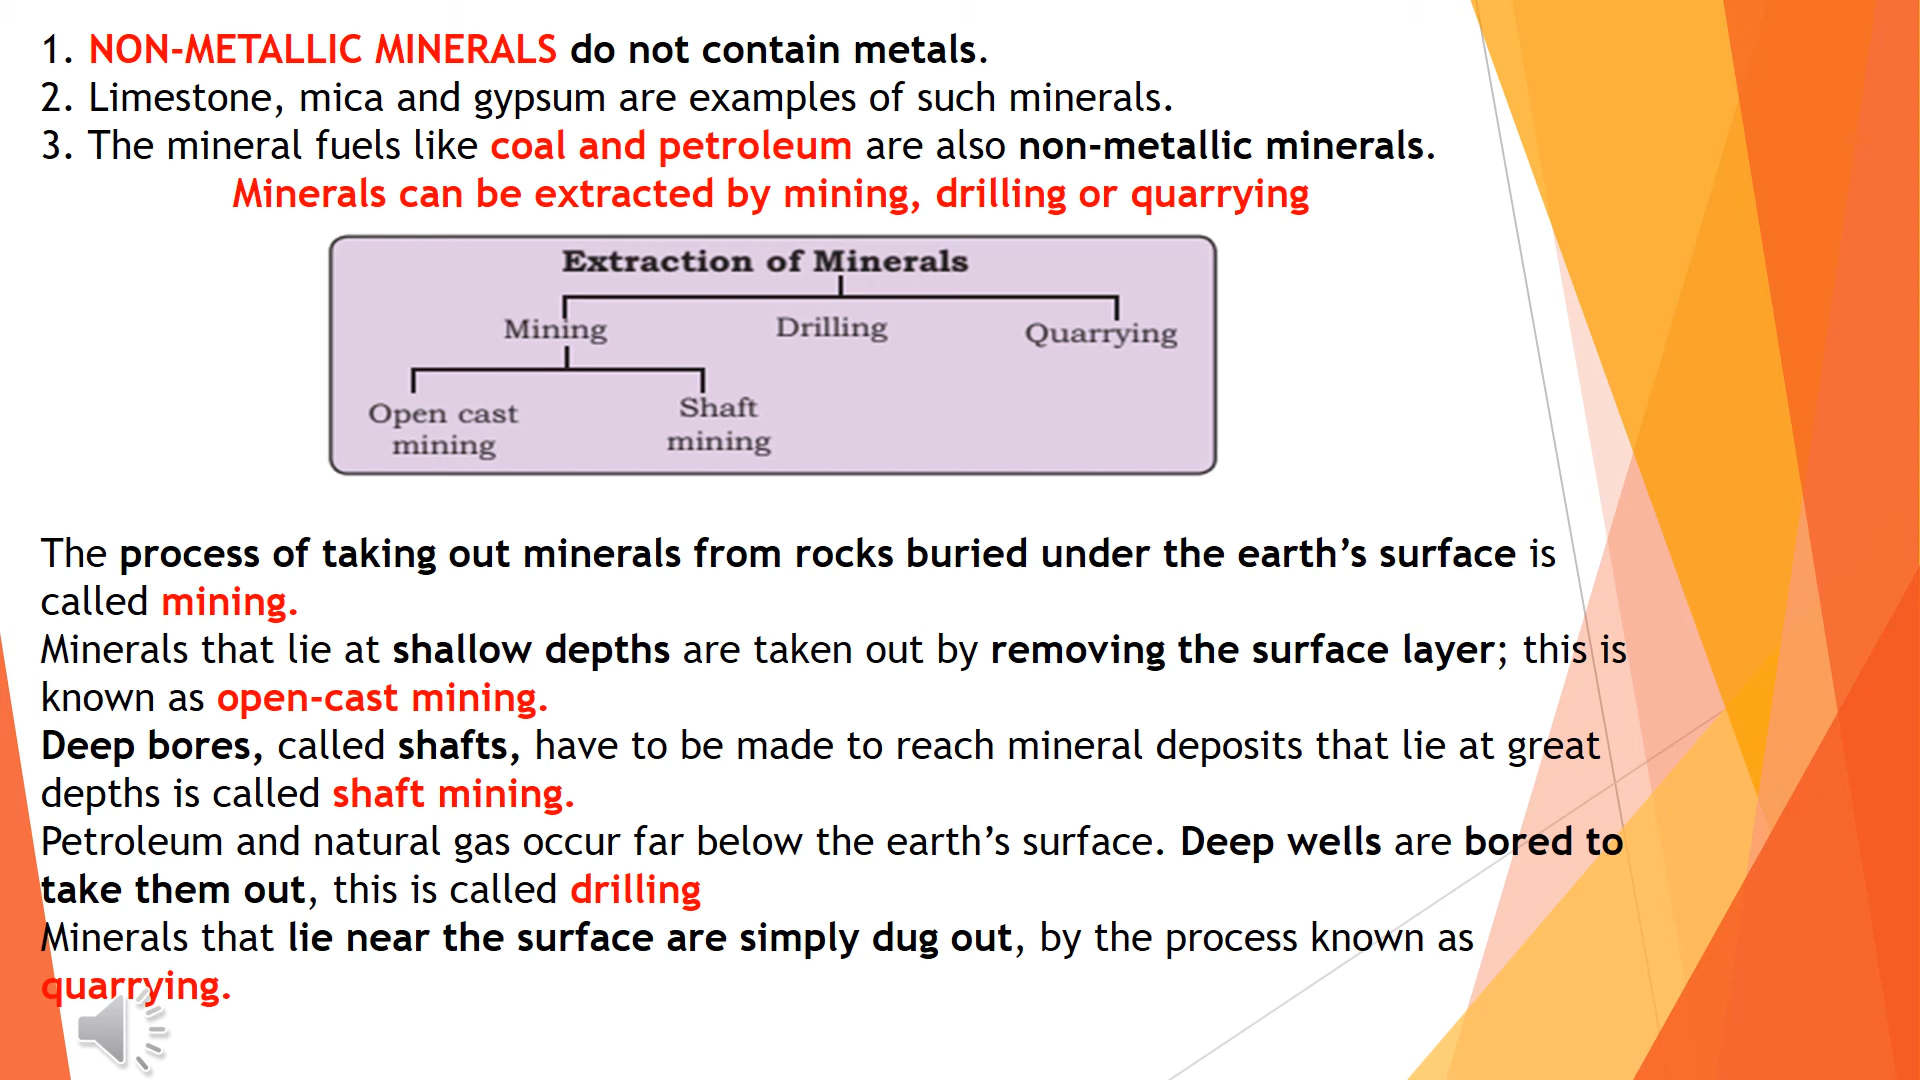 1. NON-METALLIC MINERALS do not contain metals.
2. Limestone, mica and gypsum are examples of such minerals.
3. The mineral fuels like coal and petroleum are also non-metallic minerals.
Minerals can be extracted by mining, drilling or quarrying
Extraction of Minerals
Mining Drilling Quarrying
Open cast
mining
Shaft
mining
The process of taking out minerals from rocks buried under the earth’s surface is
called mining.
Minerals that lie at shallow depths are taken out by removing the surface layer; this is
known as open-cast mining.
Deep bores, called shafts, have to be made to reach mineral deposits that lie at great
depths is called shaft mining.
Petroleum and natural gas occur far below the earth’s surface. Deep wells are bored to
take them out, this is called drilling
Minerals that lie near the surface are simply dug out, by the process known as
quarrying.